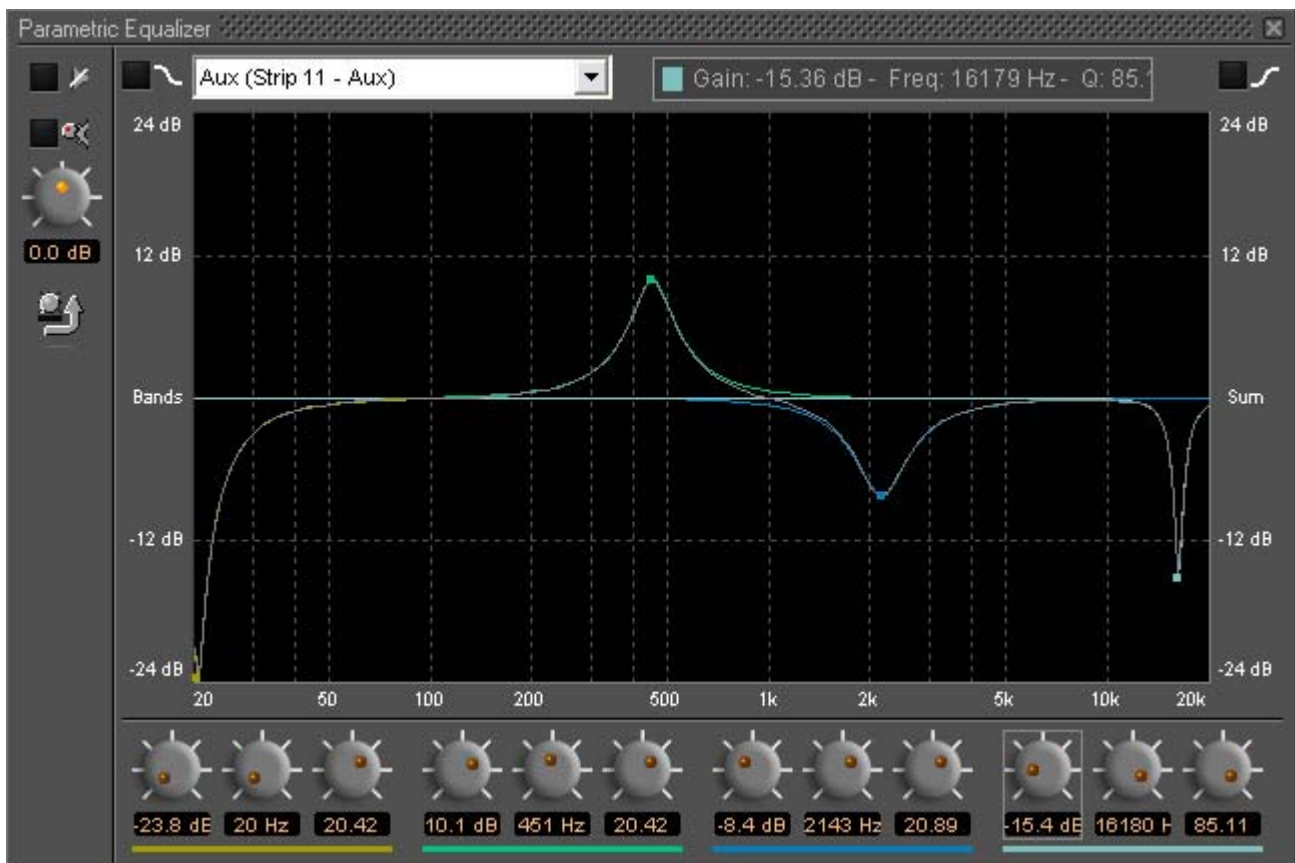 Parametric Equalizer
Aux (Strip 11 - Aux)
Gain: -15.36 dB - Freq: 16179 Hz - Q: 85.
0.0 dB
24 dB
24 dB
12 dB
12 dB
Bands
Sum
-12 dB
-12 dB
-24 dB
-24 dB
20 50 100 200 500 1k 2k 5k 10k 20k
-23.8 dB 20 Hz 20.42 10.1 dB 451 Hz 20.42 -8.4 dB 2143 Hz 20.89 -15.4 dB 16180 H 85.11